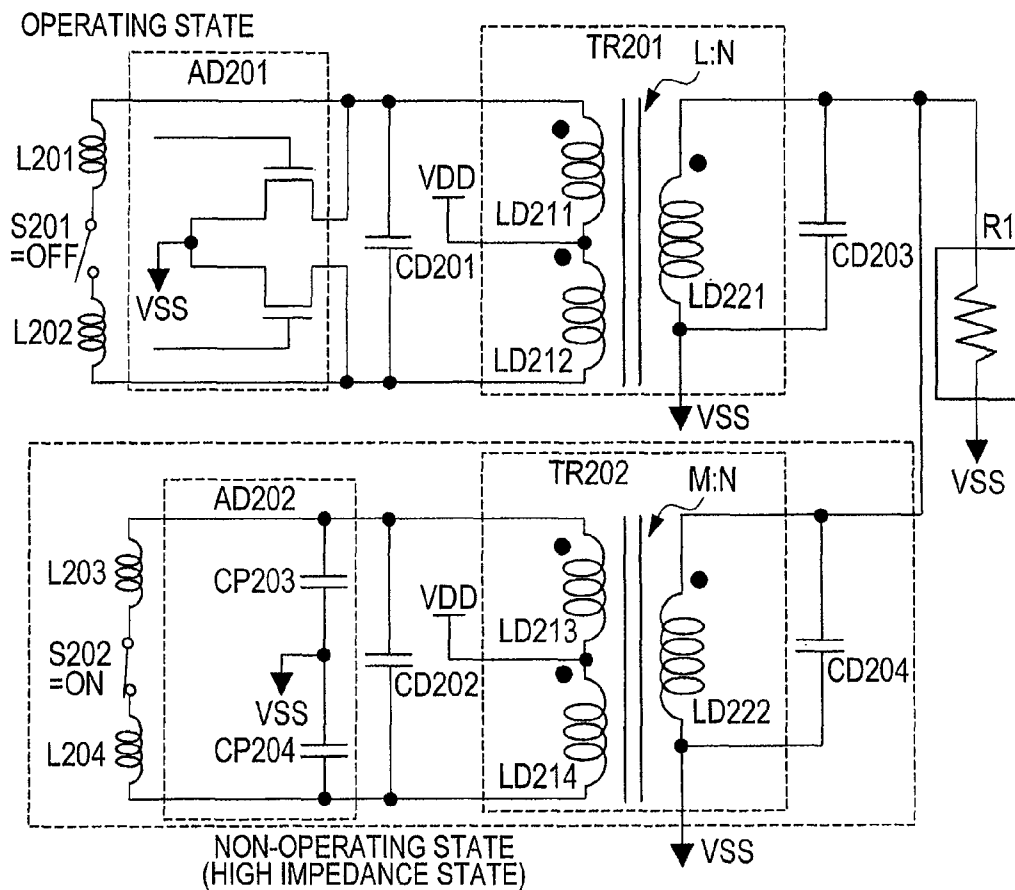 OPERATING STATE
AD201
TR201
L:N
L201
S201
=OFF
L202
VSS
VDD
CD201
LD211
LD212
LD221
CD203
R1
VSS
VSS
AD202
TR202
M:N
L203
S202
=ON
L204
CP203
VSS
CP204
VDD
CD202
LD213
LD214
LD222
CD204
VSS
NON-OPERATING STATE
(HIGH IMPEDANCE STATE)